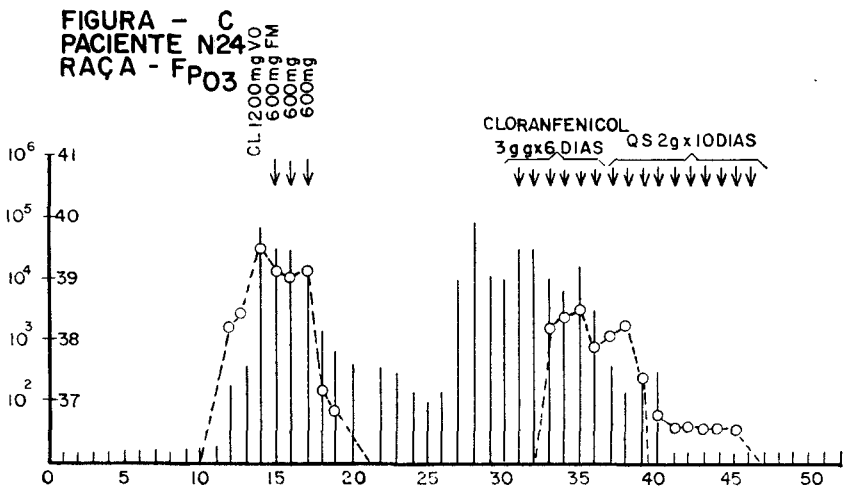 FIGURA - C
PACIENTE N24
RAÇA - FP03
CL 1200mg VO
600mg FM
600mg
600mg
CLORANFENICOL
3g gx6 DIAS
QS 2g x 10 DIAS
10⁶ 41
10⁵ 40
10⁴ 39
10³ 38
10² 37
0 5 10 15 20 25 30 35 40 45 50